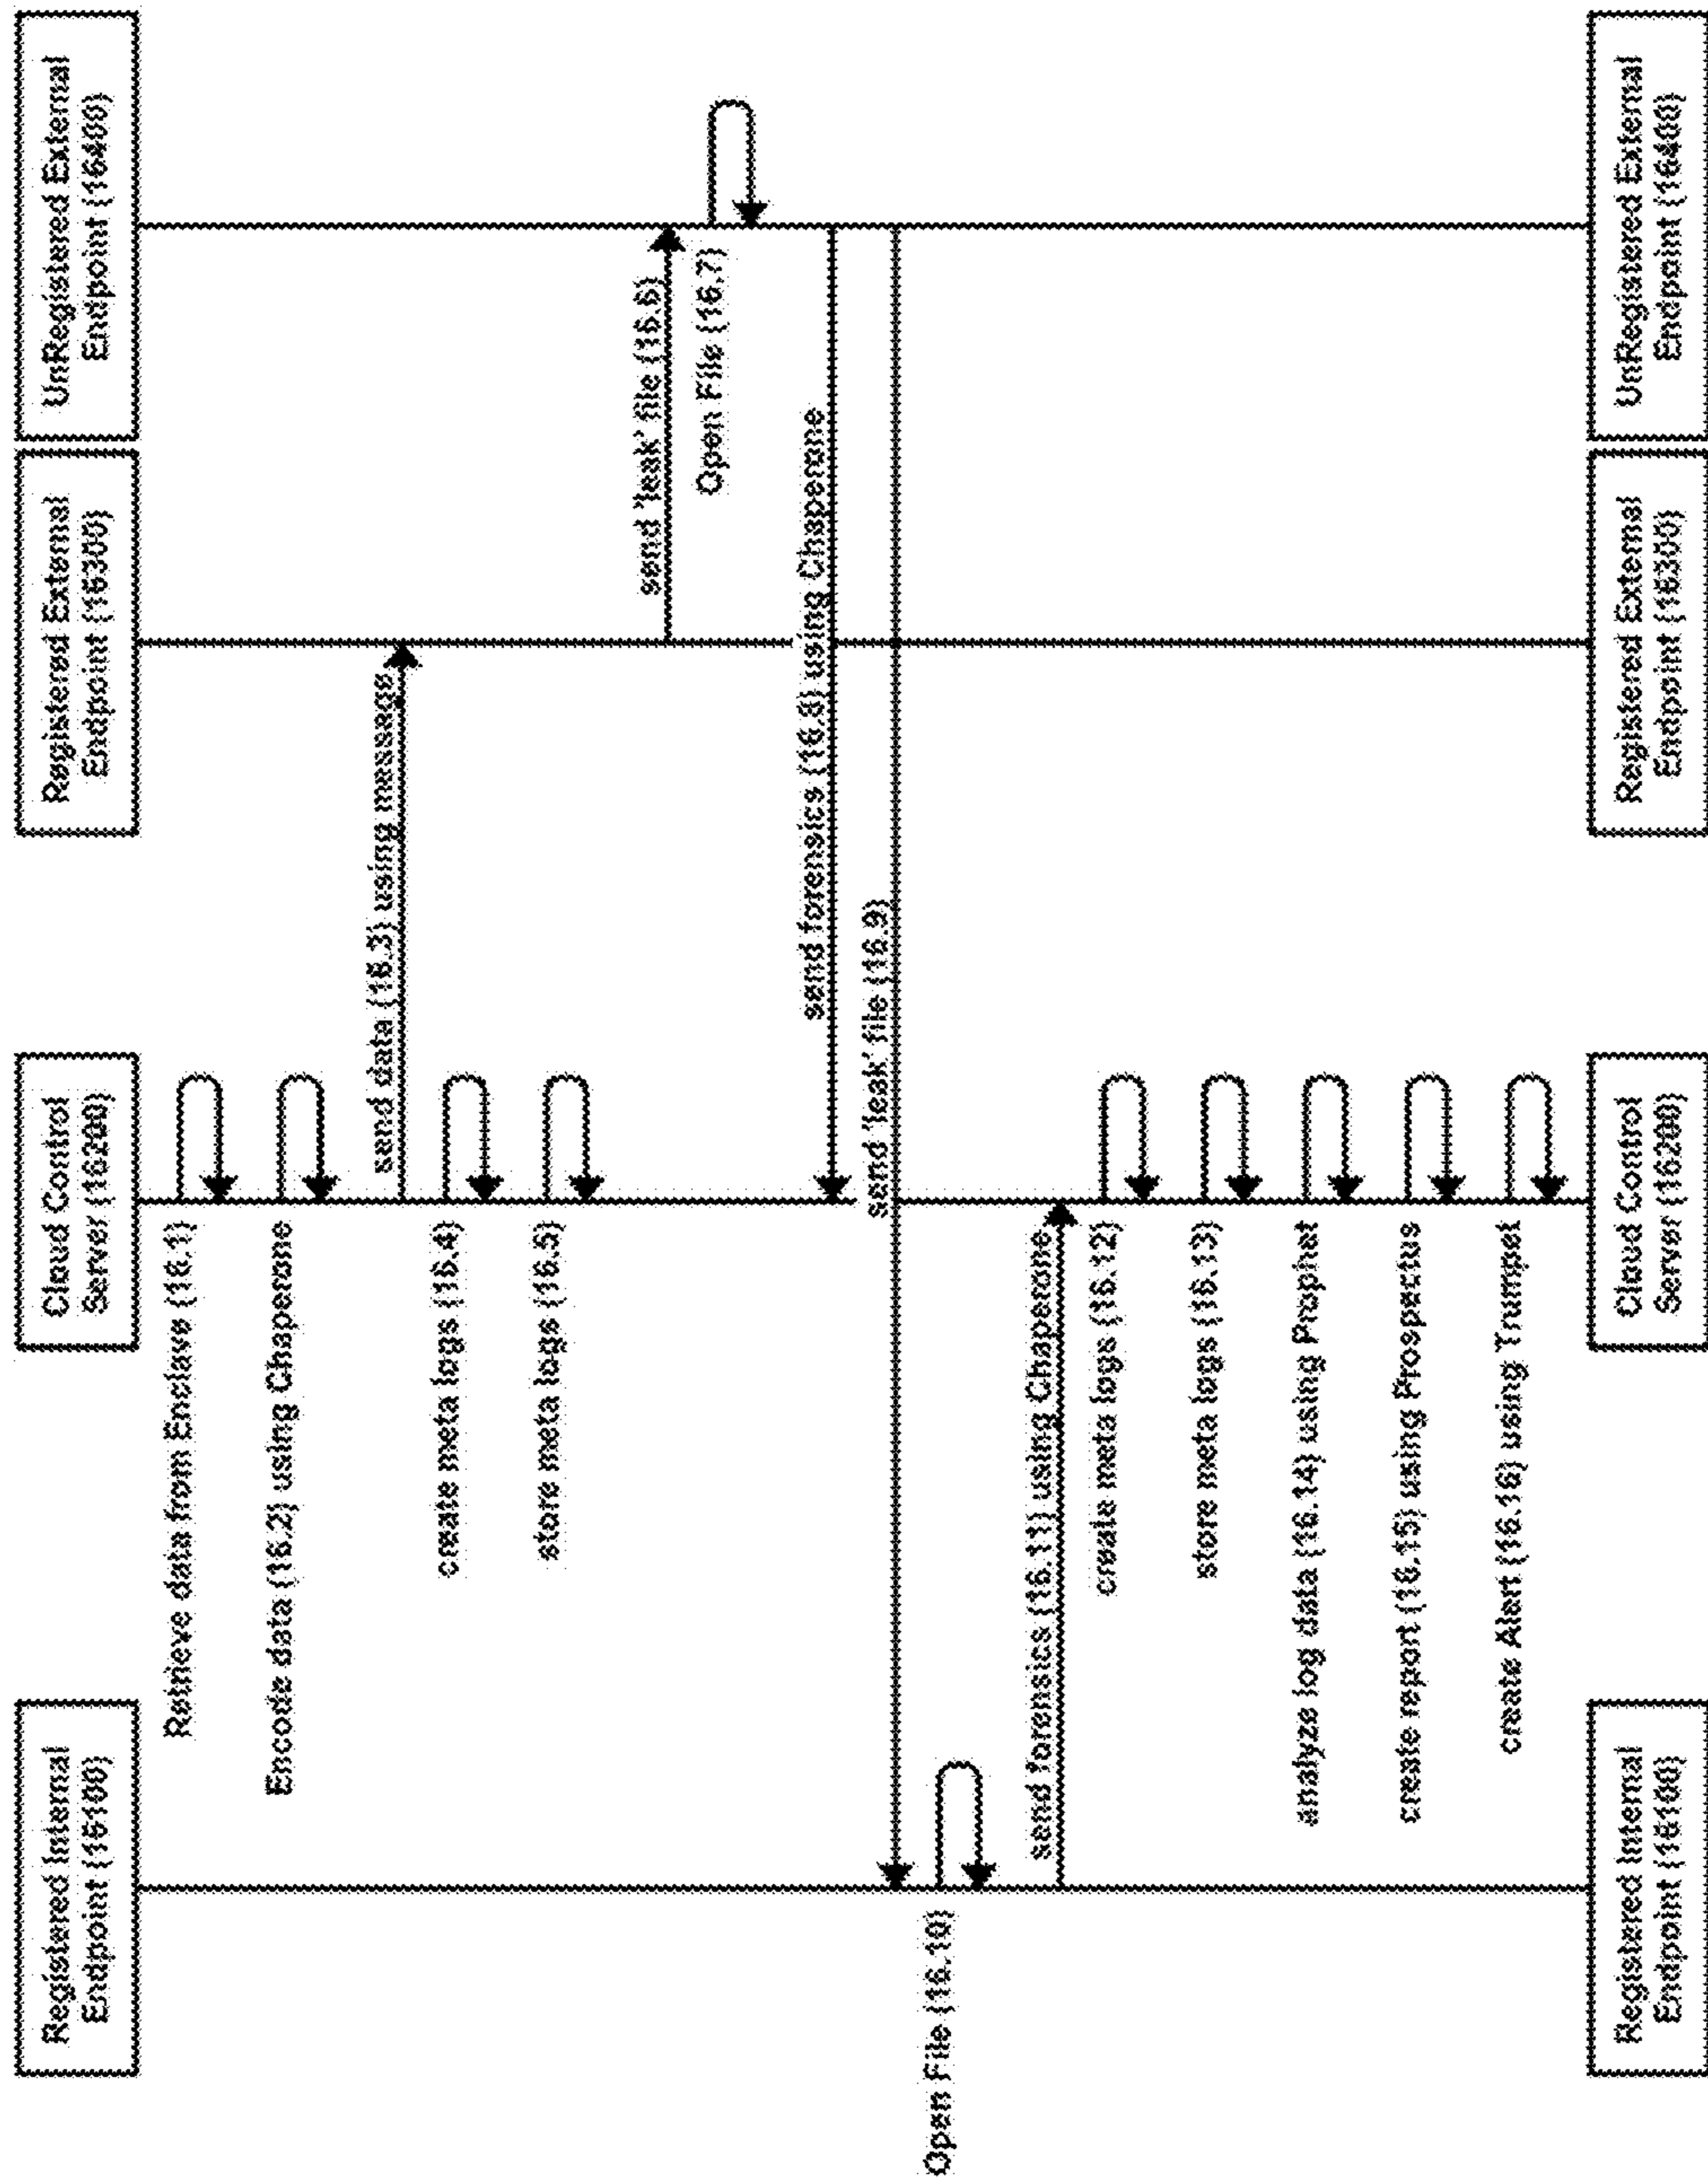 Registered Internal
Endpoint (16100)
Cloud Control
Server (16200)
Registered External
Endpoint (16300)
UnRegistered External
Endpoint (16400)
Retrieve data from Enclave (16.1)
Encode data (16.2) using Chaperone
send data (16.3) using message
create meta logs (16.4)
store meta logs (16.5)
send 'leak' file (16.6)
Open File (16.7)
send forensics (16.8) using Chaperone
send 'leak' file (16.9)
Open File (16.10)
send forensics (16.11) using Chaperone
create meta logs (16.12)
store meta logs (16.13)
analyze log data (16.14) using Prophet
create report (16.15) using Prospectus
create Alert (16.16) using Trumpet
Registered Internal
Endpoint (16100)
Cloud Control
Server (16200)
Registered External
Endpoint (16300)
UnRegistered External
Endpoint (16400)